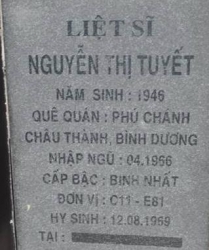 LIỆT SĨ
NGUYỄN THỊ TUYẾT
NĂM SINH : 1946
QUÊ QUÁN : PHÚ CHÁNH
CHÂU THÀNH, BÌNH DƯƠNG
NHẬP NGŨ : 04.1966
CẤP BẬC : BINH NHẤT
ĐƠN VỊ : C11 - E81
HY SINH : 12.08.1969
TẠI :